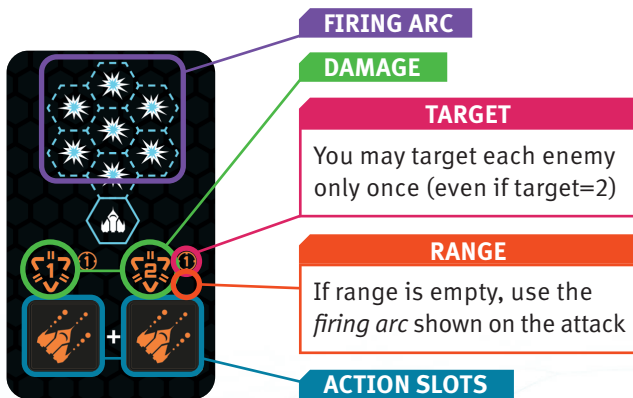 FIRING ARC
DAMAGE
TARGET
You may target each enemy
only once (even if target=2)
1 1 2 1
RANGE
If range is empty, use the
firing arc shown on the attack
+
ACTION SLOTS